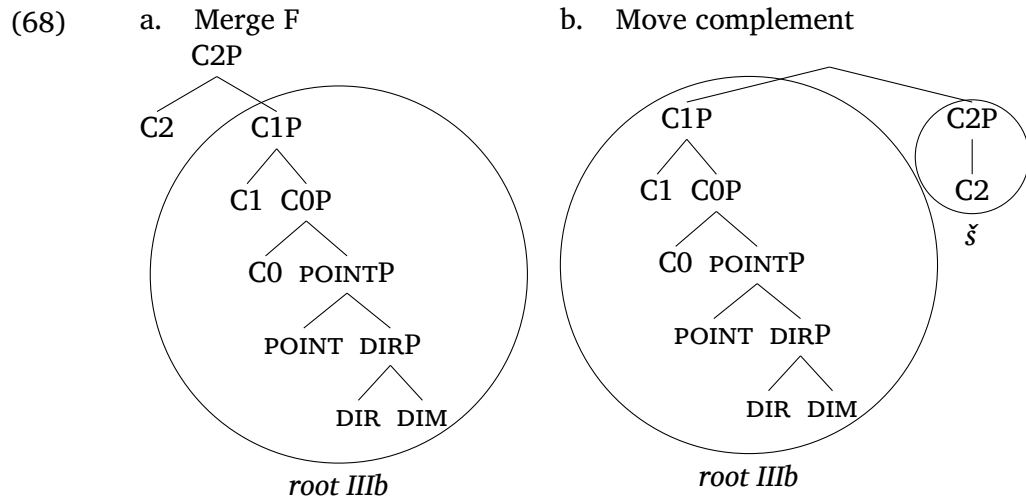 (68) a. Merge F b. Move complement
C2P
C2 C1P C1P C2P
C1 C0P C1 C0P C2
š
C0 POINTP C0 POINTP
POINT DIRP POINT DIRP
DIR DIM DIR DIM
root IIIb root IIIb